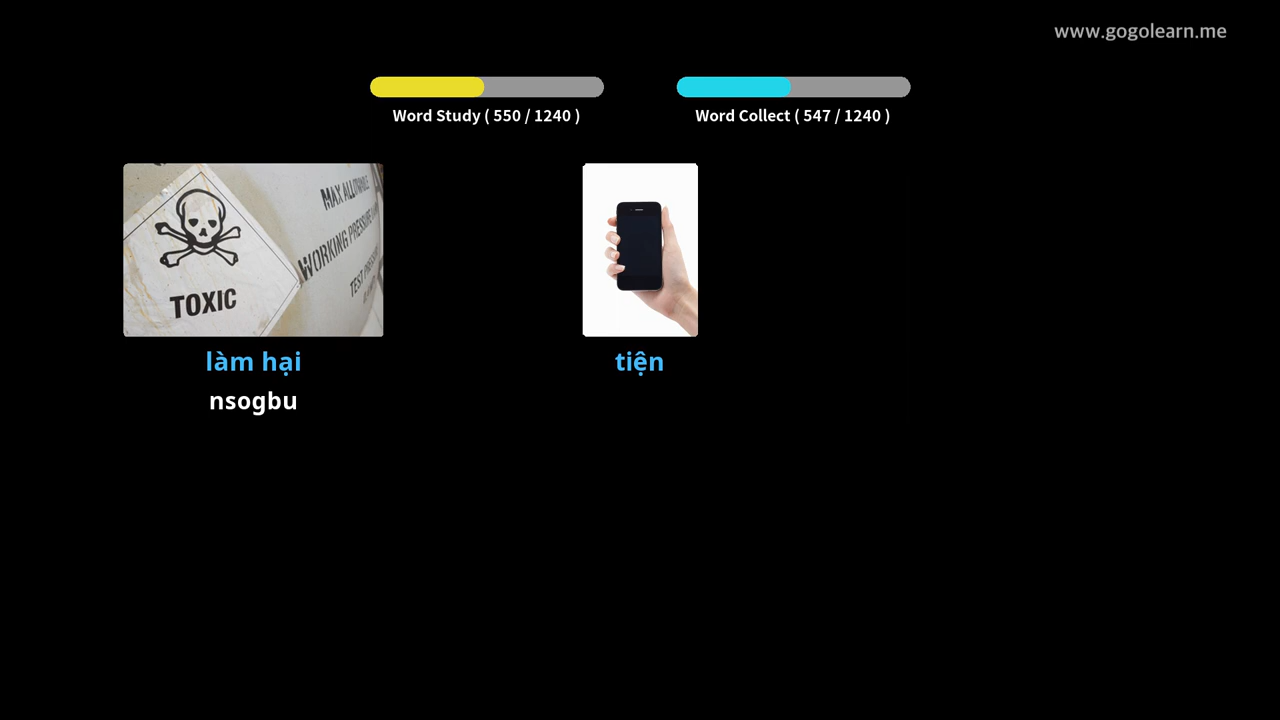 www.gogolearn.me
Word Study ( 550 / 1240 )
Word Collect ( 547 / 1240 )
MAX ALLOWABLE
WORKING PRESSURE
TOXIC
làm hại
tiện
nsogbu